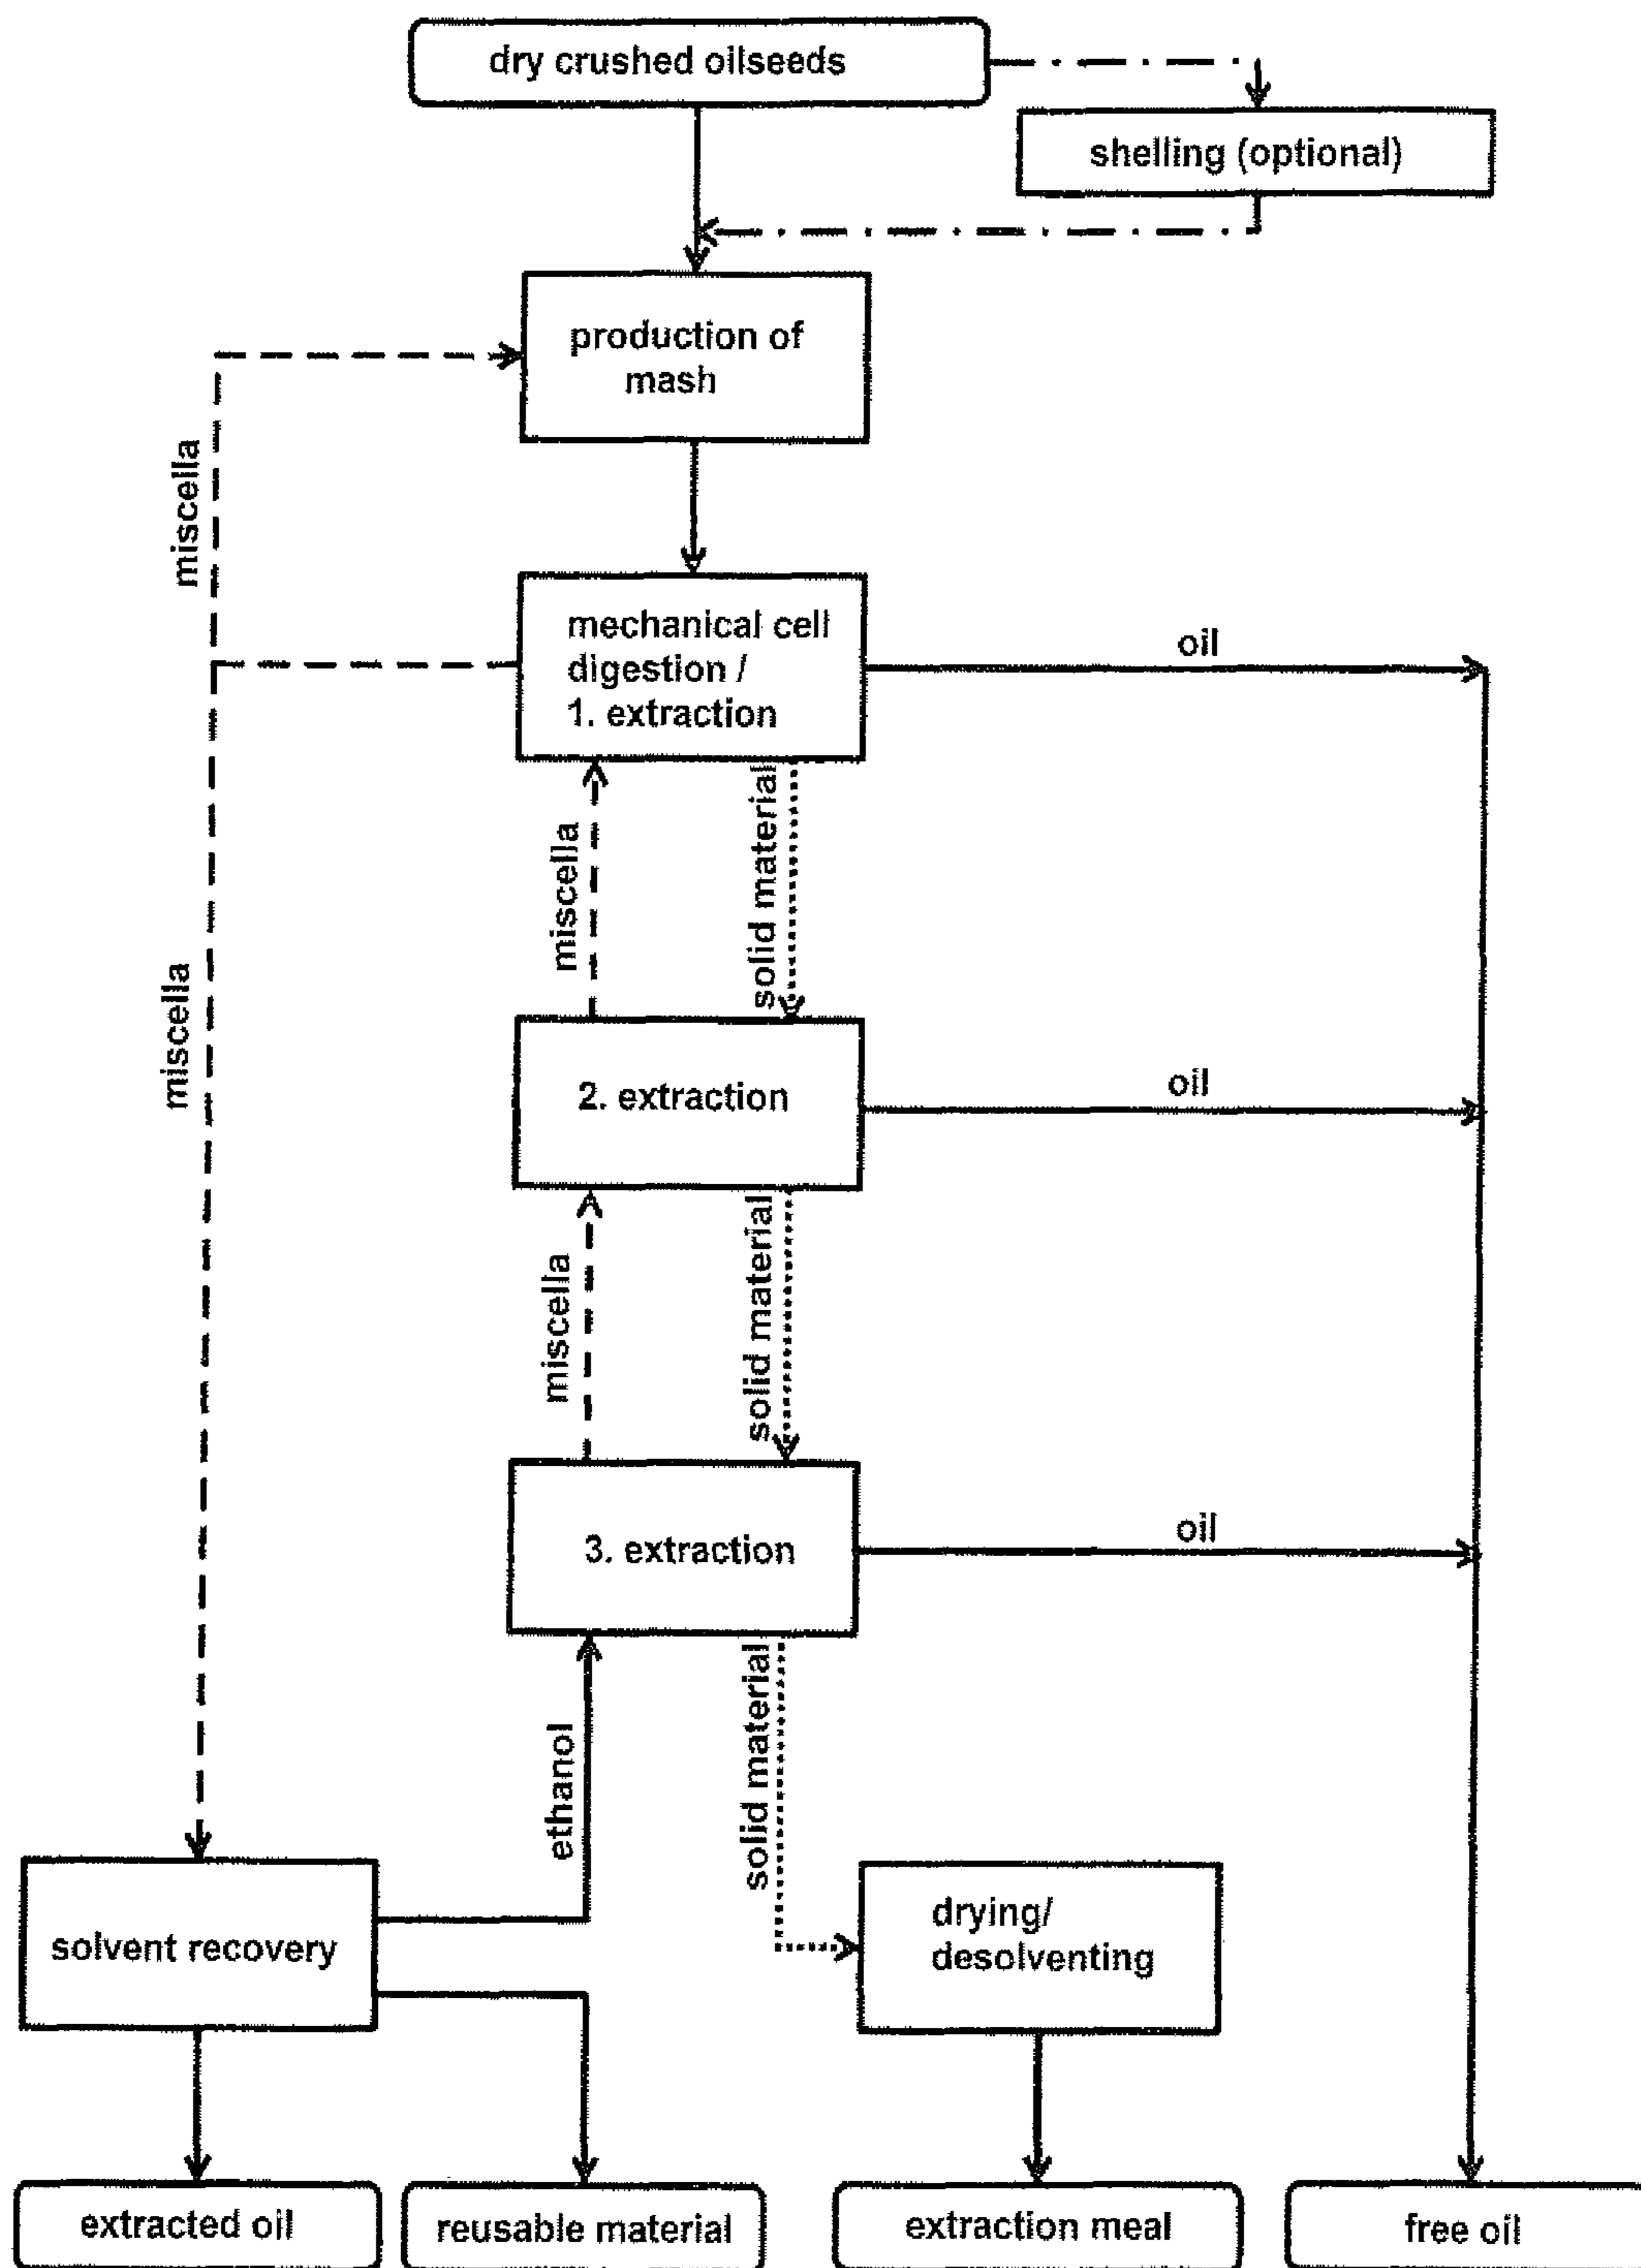 dry crushed oilseeds
shelling (optional)
production of
mash
miscella
mechanical cell
digestion /
1. extraction
oil
miscella
solid material
miscella
2. extraction
oil
miscella
solid material
3. extraction
oil
ethanol
solid material
solvent recovery
drying/
desolventing
extracted oil
reusable material
extraction meal
free oil